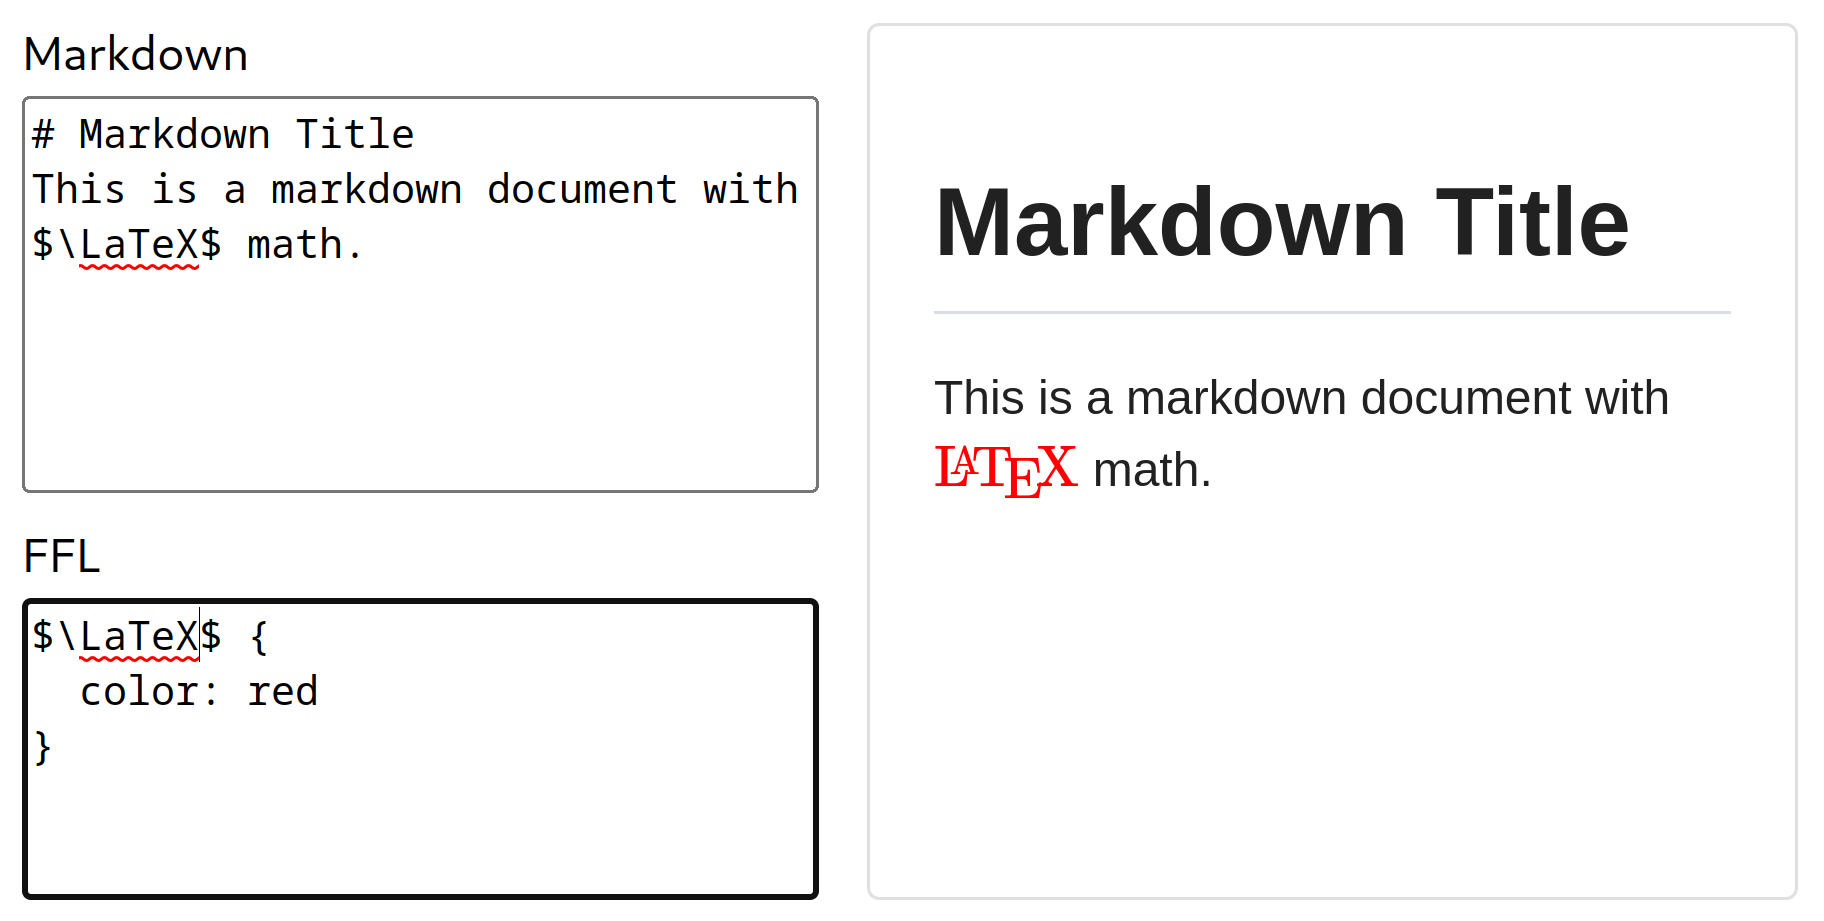 Markdown
# Markdown Title
This is a markdown document with
$\LaTeX$ math.
FFL
$\LaTeX$ {
  color: red
}
Markdown Title
This is a markdown document with
LATEX math.